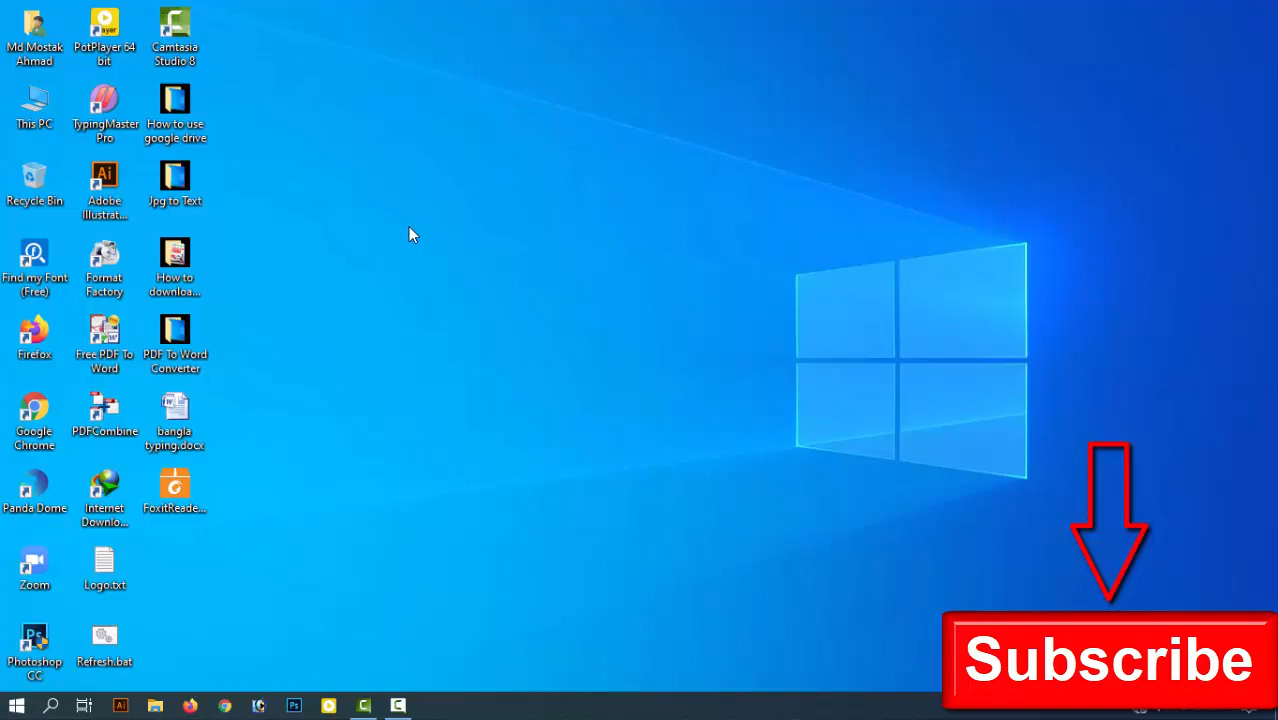 Md Mostak
Ahmad
PotPlayer 64
bit
Camtasia
Studio 8
This PC
TypingMaster
Pro
How to use
google drive
Recycle Bin
Adobe
Illustrat...
Jpg to Text
Find my Font
(Free)
Format
Factory
How to
downloa...
Firefox
Free PDF To
Word
PDF To Word
Converter
Google
Chrome
PDFCombine
bangla
typing.docx
Panda Dome
Internet
Downlo...
FoxitReade...
Zoom
Logo.txt
Photoshop
CC
Refresh.bat
Subscribe